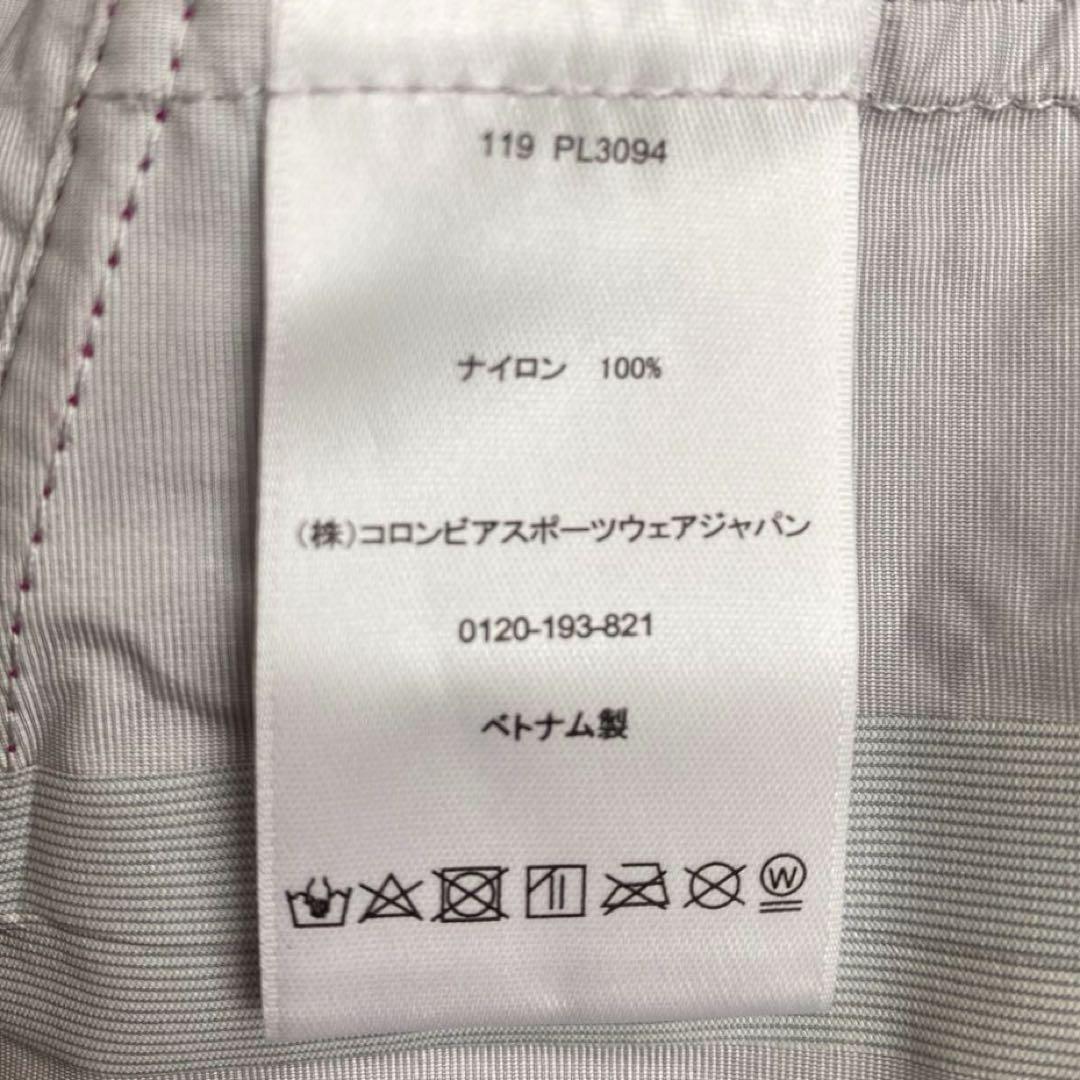 119 PL3094
ナイロン 100%
(株)コロンビアスポーツウェアジャパン
0120-193-821
ベトナム製
W